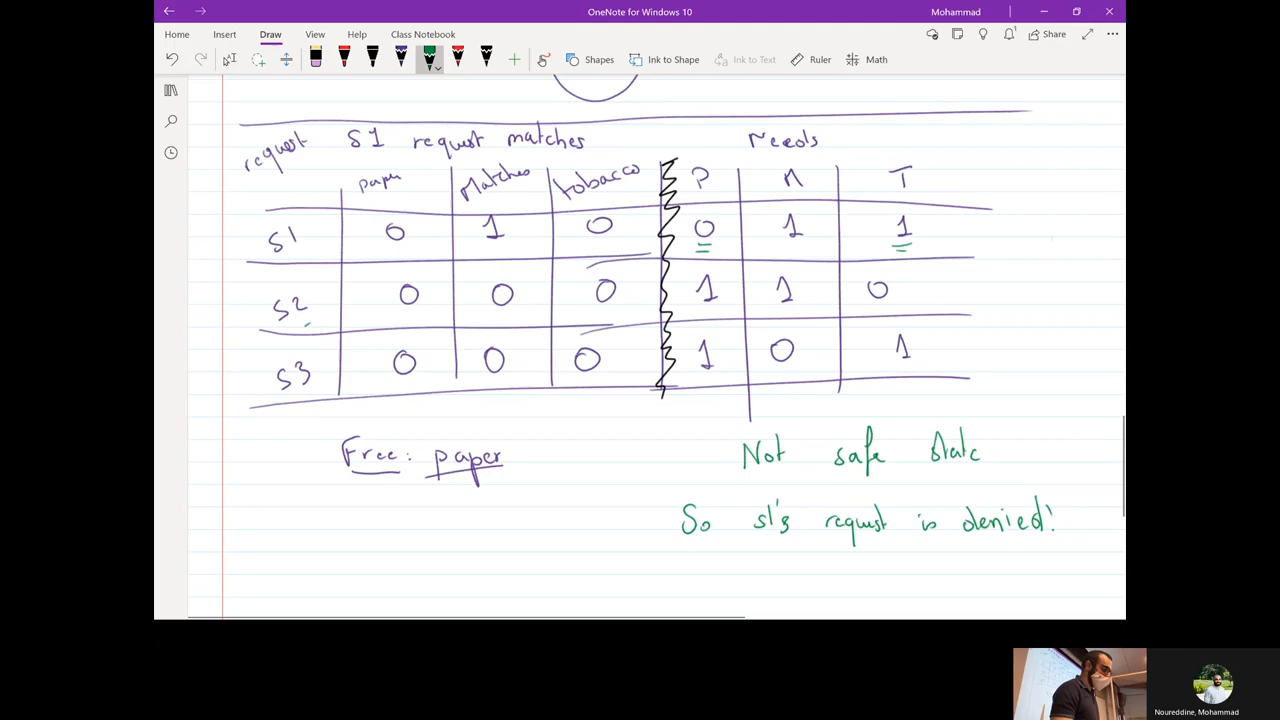 OneNote for Windows 10
Mohammad
Home Insert Draw View Help Class Notebook
Share
Shapes Ink to Shape Ink to Text Ruler Math
request S1 request matches Needs
paper Matches tobacco P M T
S1 0 1 0 0 1 1
S2 0 0 0 1 1 0
S3 0 0 0 1 0 1
Free: paper Not safe state
So s1's request is denied!
Noureddine, Mohammad